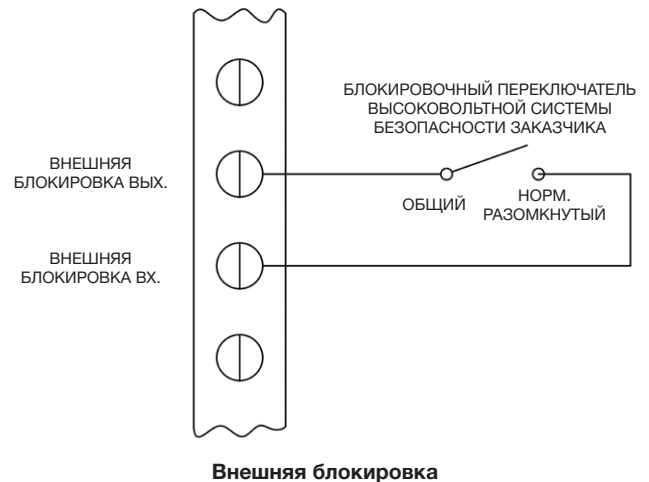 БЛОКИРОВОЧНЫЙ ПЕРЕКЛЮЧАТЕЛЬ
ВЫСОКОВОЛЬТНОЙ СИСТЕМЫ
БЕЗОПАСНОСТИ ЗАКАЗЧИКА
ВНЕШНЯЯ
БЛОКИРОВКА ВЫХ.
ОБЩИЙ
НОРМ.
РАЗОМКНУТЫЙ
ВНЕШНЯЯ
БЛОКИРОВКА ВХ.
Внешняя блокировка